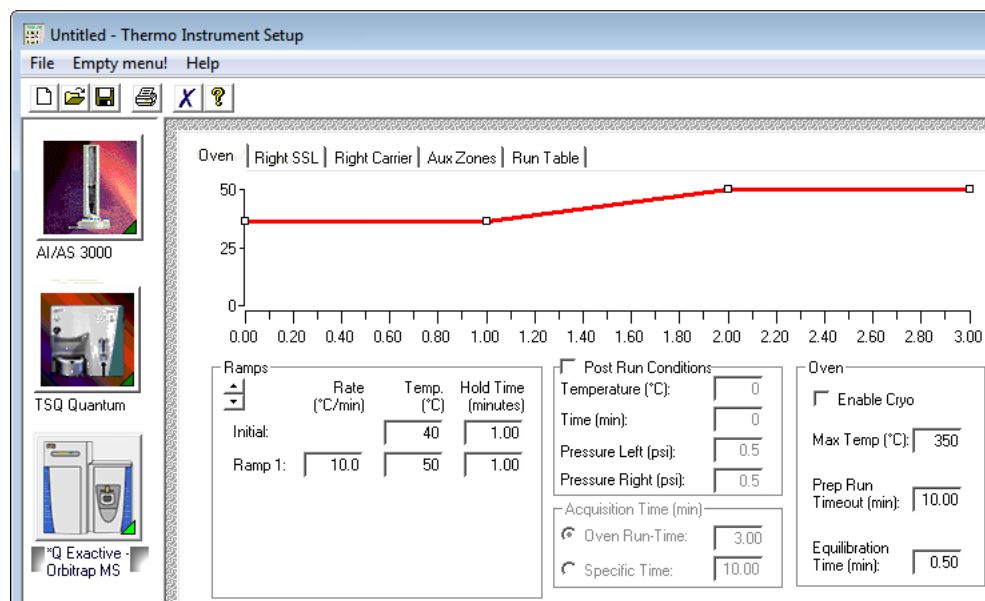 Untitled - Thermo Instrument Setup
File Empty menu! Help
AI/AS 3000
TSQ Quantum
*Q Exactive -
Orbitrap MS
Oven Right SSL Right Carrier Aux Zones Run Table
50
25
0
0.00 0.20 0.40 0.60 0.80 1.00 1.20 1.40 1.60 1.80 2.00 2.20 2.40 2.60 2.80 3.00
Ramps
Rate Temp. Hold Time
(°C/min) (°C) (minutes)
Initial: 40 1.00
Ramp 1: 10.0 50 1.00
Post Run Conditions
Temperature (°C): 0
Time (min): 0
Pressure Left (psi): 0.5
Pressure Right (psi): 0.5
Acquisition Time (min)
Oven Run-Time: 3.00
Specific Time: 10.00
Oven
Enable Cryo
Max Temp (°C): 350
Prep Run
Timeout (min): 10.00
Equilibration
Time (min): 0.50